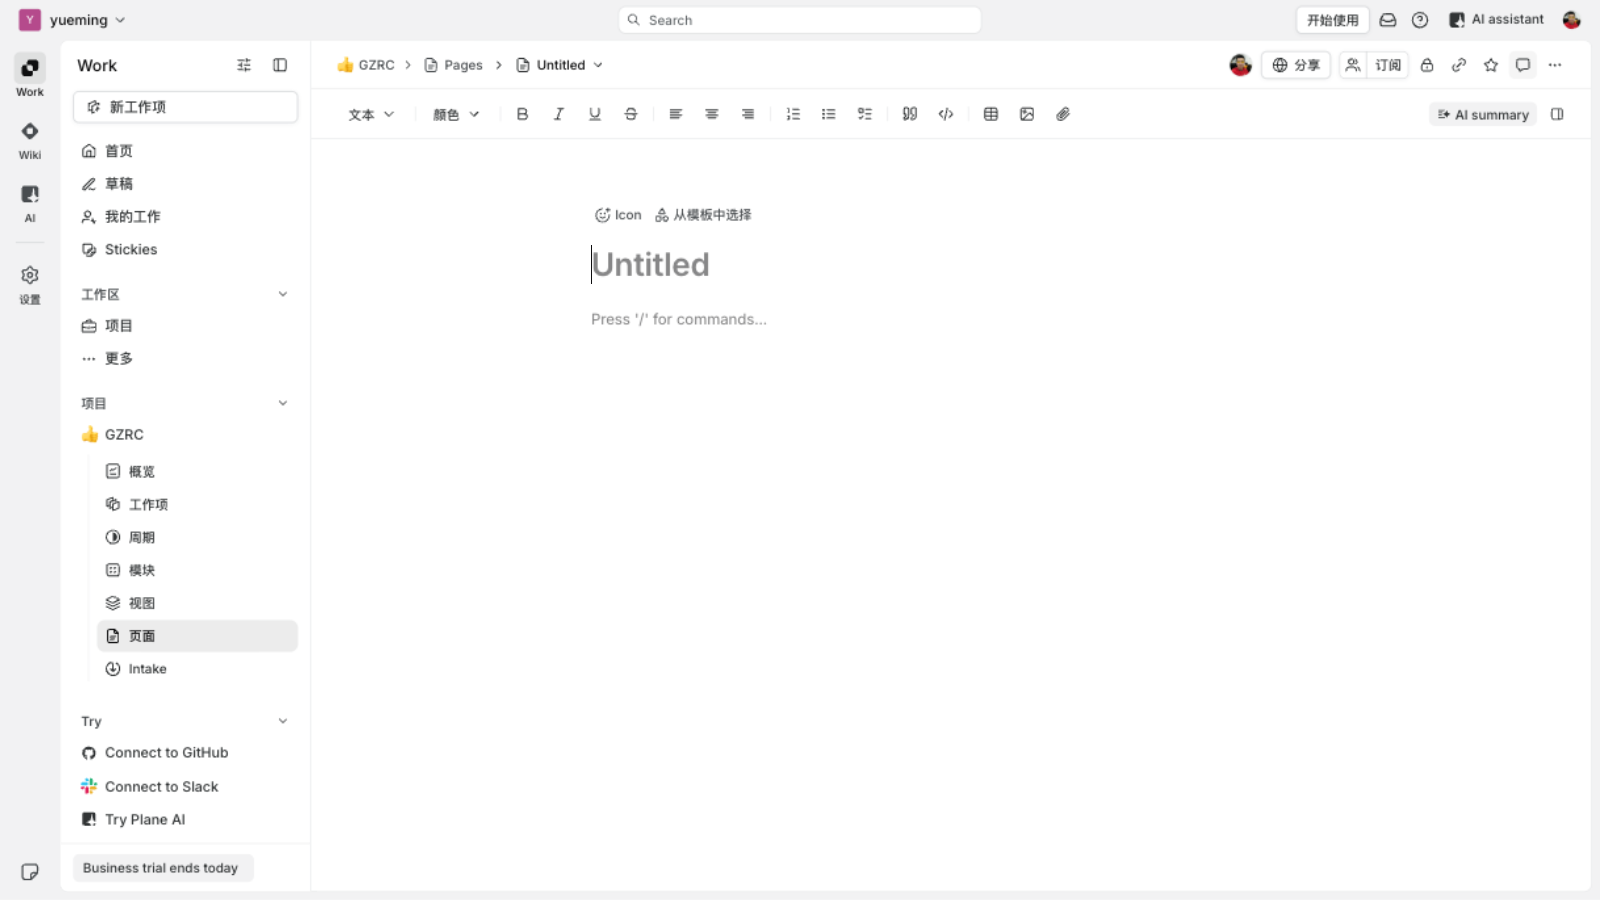 Y yueming
Search
开始使用
AI assistant
Work
Wiki
AI
设置
Work
新工作项
首页
草稿
我的工作
Stickies
工作区
项目
更多
项目
GZRC
概览
工作项
周期
模块
视图
页面
Intake
Try
Connect to GitHub
Connect to Slack
Try Plane AI
Business trial ends today
GZRC
Pages
Untitled
分享
订阅
文本
颜色
AI summary
Icon
从模板中选择
Untitled
Press '/' for commands...